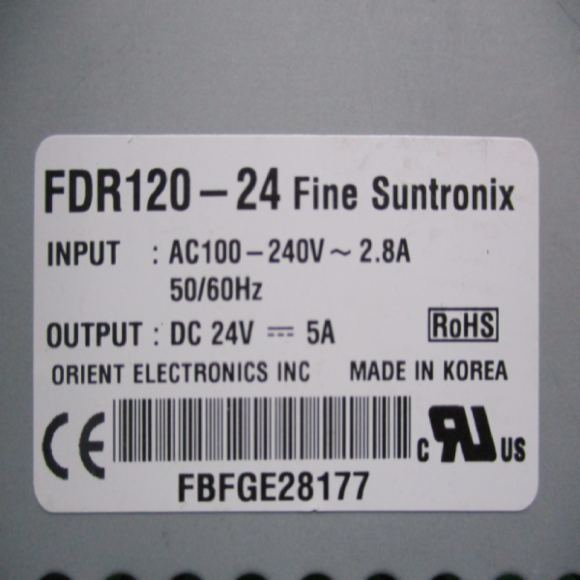 FDR120-24 Fine Suntronix
INPUT : AC100-240V ~ 2.8A
50/60Hz
OUTPUT : DC 24V ⎓ 5A
RoHS
ORIENT ELECTRONICS INC MADE IN KOREA
CE
c RU US
FBFGE28177